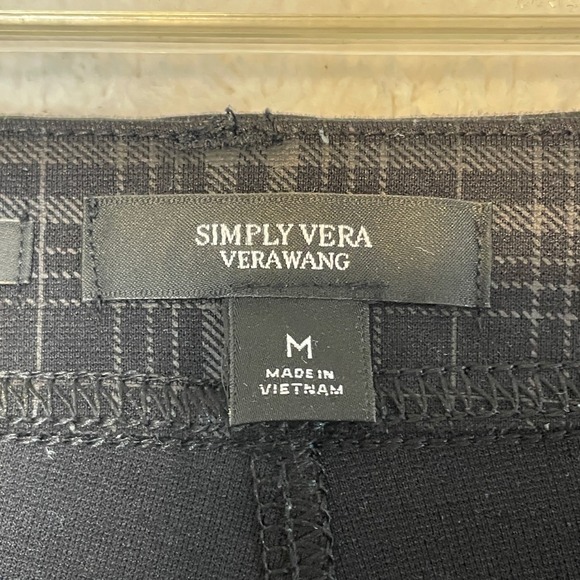 SIMPLY VERA
VERAWANG
M
MADE IN
VIETNAM